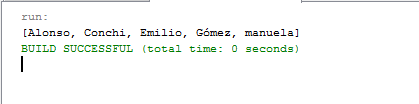 run:
[Alonso, Conchi, Emilio, Gómez, manuela]
BUILD SUCCESSFUL (total time: 0 seconds)